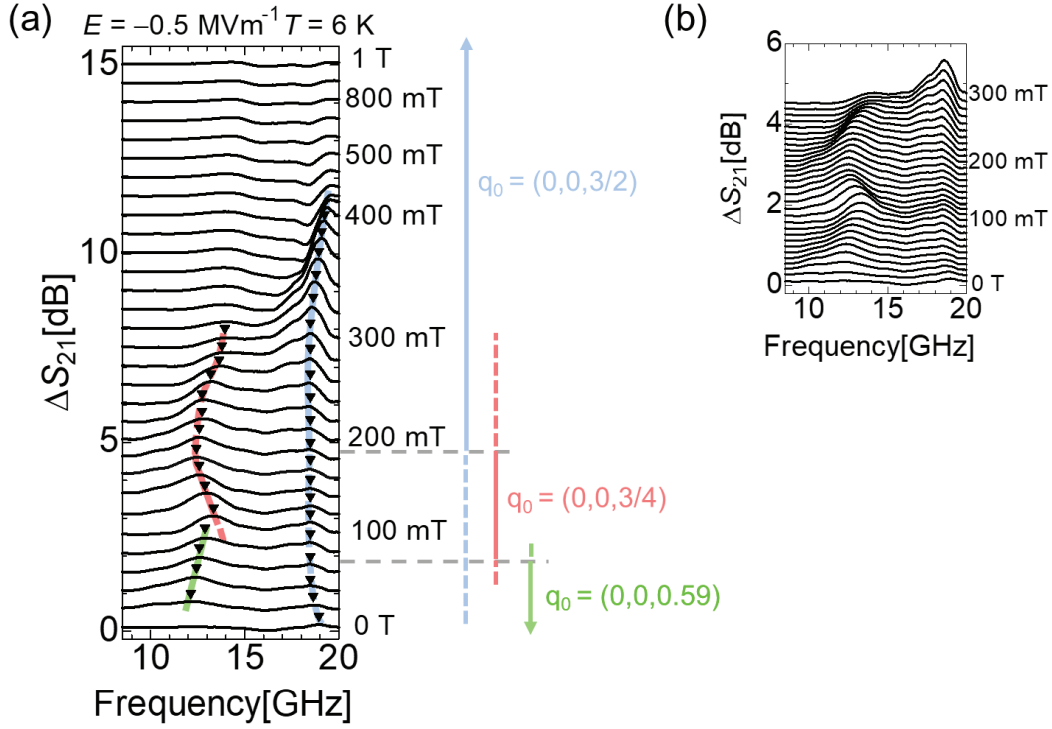 (a)
E = −0.5 MVm⁻¹ T = 6 K
15
10
5
0
ΔS₂₁[dB]
10 15 20
Frequency[GHz]
1 T
800 mT
500 mT
400 mT
300 mT
200 mT
100 mT
0 T
q₀ = (0,0,3/2)
q₀ = (0,0,3/4)
q₀ = (0,0,0.59)
(b)
6
4
2
0
ΔS₂₁[dB]
10 15 20
Frequency[GHz]
300 mT
200 mT
100 mT
0 T